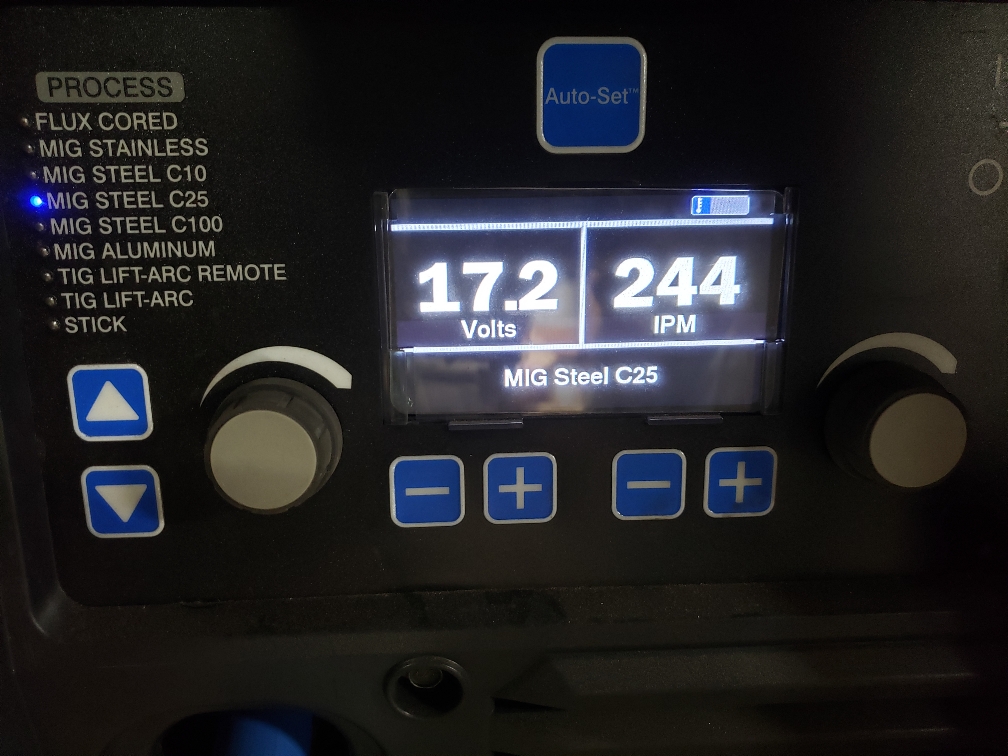 PROCESS
FLUX CORED
MIG STAINLESS
MIG STEEL C10
MIG STEEL C25
MIG STEEL C100
MIG ALUMINUM
TIG LIFT-ARC REMOTE
TIG LIFT-ARC
STICK
Auto-Set™
17.2
Volts
244
IPM
MIG Steel C25